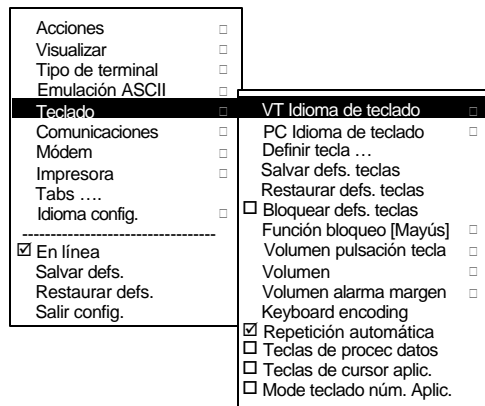 Acciones
Visualizar
Tipo de terminal
Emulación ASCII
Teclado
Comunicaciones
Módem
Impresora
Tabs ....
Idioma config.
---------------------------------
☑ En línea
Salvar defs.
Restaurar defs.
Salir config.
VT Idioma de teclado
PC Idioma de teclado
Definir tecla ...
Salvar defs. teclas
Restaurar defs. teclas
☐ Bloquear defs. teclas
Función bloqueo [Mayús]
Volumen pulsación tecla
Volumen
Volumen alarma margen
Keyboard encoding
☑ Repetición automática
☐ Teclas de procec datos
☐ Teclas de cursor aplic.
☐ Mode teclado núm. Aplic.